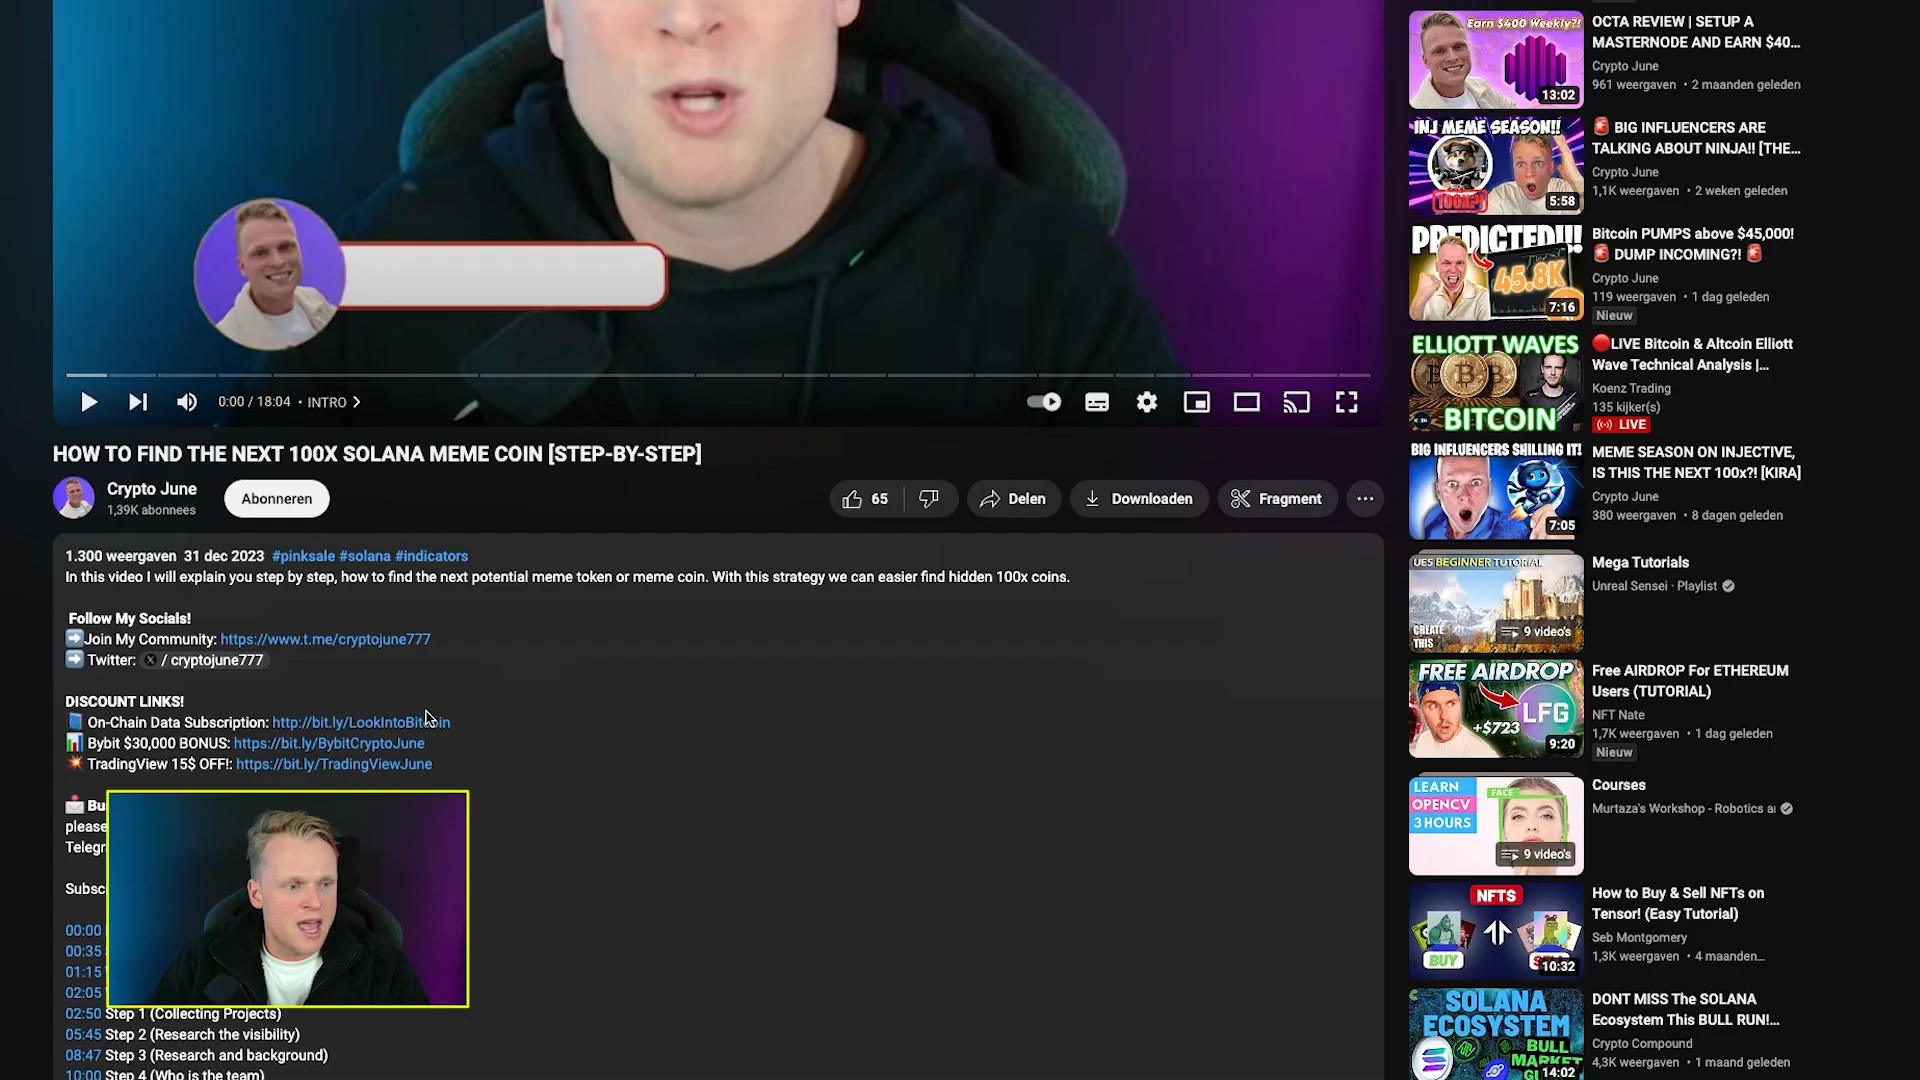 0:00 / 18:04 • INTRO >
HOW TO FIND THE NEXT 100X SOLANA MEME COIN [STEP-BY-STEP]
Crypto June
1,39K abonnees
Abonneren
65
Delen
Downloaden
Fragment
1.300 weergaven 31 dec 2023 #pinksale #solana #indicators
In this video I will explain you step by step, how to find the next potential meme token or meme coin. With this strategy we can easier find hidden 100x coins.
Follow My Socials!
Join My Community: https://www.t.me/cryptojune777
Twitter: X / cryptojune777
DISCOUNT LINKS!
On-Chain Data Subscription: http://bit.ly/LookIntoBitcoin
Bybit $30,000 BONUS: https://bit.ly/BybitCryptoJune
TradingView 15$ OFF!: https://bit.ly/TradingViewJune
please
00:00
00:35
01:15
02:05
02:50 Step 1 (Collecting Projects)
05:45 Step 2 (Research the visibility)
08:47 Step 3 (Research and background)
10:00 Step 4 (Who is the team)
Earn $400 Weekly?!
13:02
OCTA REVIEW | SETUP A
MASTERNODE AND EARN $40...
Crypto June
961 weergaven • 2 maanden geleden
INJ MEME SEASON!!
100X?!
5:58
BIG INFLUENCERS ARE
TALKING ABOUT NINJA!! [THE...
Crypto June
1,1K weergaven • 2 weken geleden
PREDICTED!!!
45.8K
7:16
Bitcoin PUMPS above $45,000!
DUMP INCOMING?!
Crypto June
119 weergaven • 1 dag geleden
Nieuw
ELLIOTT WAVES
BITCOIN
LIVE Bitcoin & Altcoin Elliott
Wave Technical Analysis |...
Koenz Trading
135 kijker(s)
LIVE
BIG INFLUENCERS SHILLING IT!
7:05
MEME SEASON ON INJECTIVE,
IS THIS THE NEXT 100x?! [KIRA]
Crypto June
380 weergaven • 8 dagen geleden
UE5 BEGINNER TUTORIAL
CREATE
THIS
9 video's
Mega Tutorials
Unreal Sensei · Playlist
FREE AIRDROP
LFG
+$723
9:20
Free AIRDROP For ETHEREUM
Users (TUTORIAL)
NFT Nate
1,7K weergaven • 1 dag geleden
Nieuw
LEARN
OPENCV
3 HOURS
FACE
9 video's
Courses
Murtaza's Workshop - Robotics
NFTS
BUY
10:32
How to Buy & Sell NFTs on
Tensor! (Easy Tutorial)
Seb Montgomery
1,3K weergaven • 4 maanden...
SOLANA
ECOSYSTEM
BULL
MARKET
14:02
DONT MISS The SOLANA
Ecosystem This BULL RUN!...
Crypto Compound
4,3K weergaven • 1 maand geleden